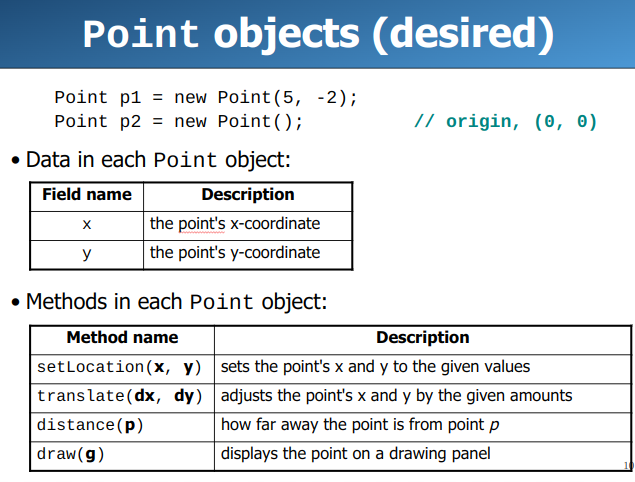 Point objects (desired)
Point p1 = new Point(5, -2);
Point p2 = new Point(); // origin, (0, 0)
• Data in each Point object:
Field name Description
x the point's x-coordinate
y the point's y-coordinate
• Methods in each Point object:
Method name Description
setLocation(x, y) sets the point's x and y to the given values
translate(dx, dy) adjusts the point's x and y by the given amounts
distance(p) how far away the point is from point p
draw(g) displays the point on a drawing panel
10